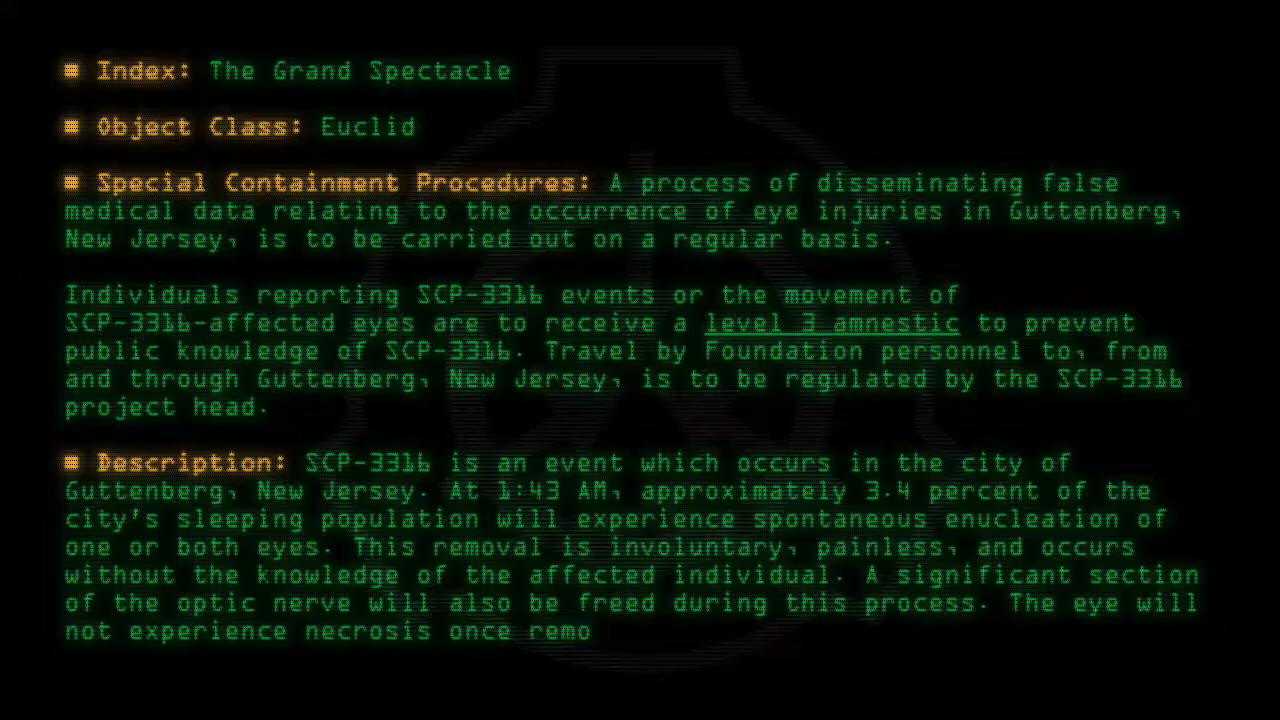 ■ Index: The Grand Spectacle
■ Object Class: Euclid
■ Special Containment Procedures: A process of disseminating false
medical data relating to the occurrence of eye injuries in Guttenberg,
New Jersey, is to be carried out on a regular basis.
Individuals reporting SCP-3316 events or the movement of
SCP-3316-affected eyes are to receive a level 3 amnestic to prevent
public knowledge of SCP-3316. Travel by Foundation personnel to, from
and through Guttenberg, New Jersey, is to be regulated by the SCP-3316
project head.
■ Description: SCP-3316 is an event which occurs in the city of
Guttenberg, New Jersey. At 1:43 AM, approximately 3.4 percent of the
city's sleeping population will experience spontaneous enucleation of
one or both eyes. This removal is involuntary, painless, and occurs
without the knowledge of the affected individual. A significant section
of the optic nerve will also be freed during this process. The eye will
not experience necrosis once remo